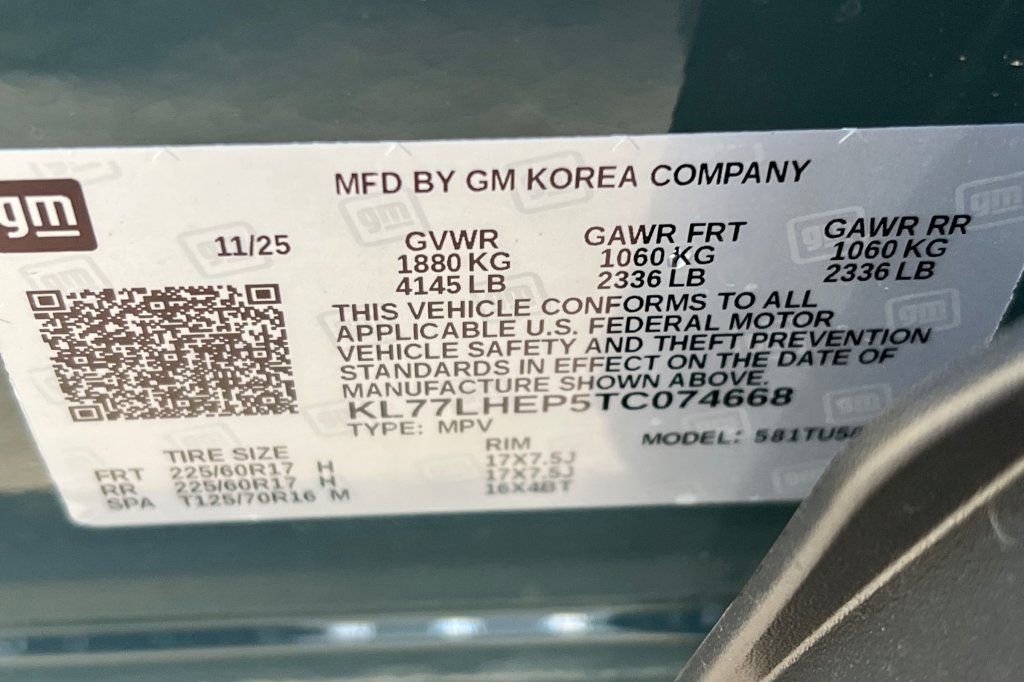 MFD BY GM KOREA COMPANY
gm
11/25
GVWR GAWR FRT GAWR RR
1880 KG 1060 KG 1060 KG
4145 LB 2336 LB 2336 LB
THIS VEHICLE CONFORMS TO ALL
APPLICABLE U.S. FEDERAL MOTOR
VEHICLE SAFETY AND THEFT PREVENTION
STANDARDS IN EFFECT ON THE DATE OF
MANUFACTURE SHOWN ABOVE.
KL77LHEP5TC074668
TYPE: MPV MODEL: 581TU58
TIRE SIZE RIM
FRT 225/60R17 H 17X7.5J
RR 225/60R17 H 17X7.5J
SPA T125/70R16 M 16X4BT